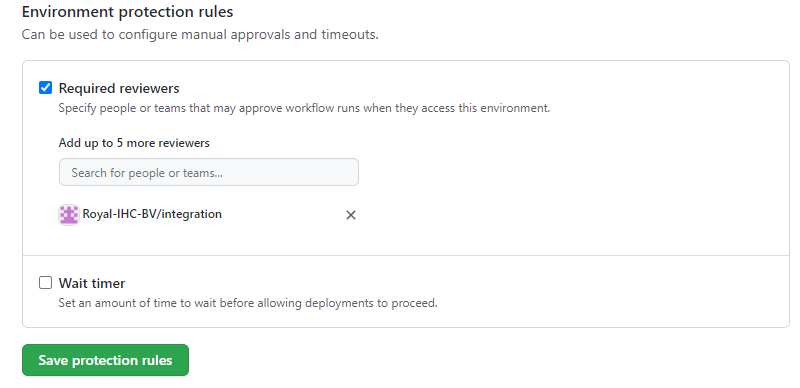 Environment protection rules
Can be used to configure manual approvals and timeouts.
Required reviewers
Specify people or teams that may approve workflow runs when they access this environment.
Add up to 5 more reviewers
Search for people or teams...
Royal-IHC-BV/integration
Wait timer
Set an amount of time to wait before allowing deployments to proceed.
Save protection rules